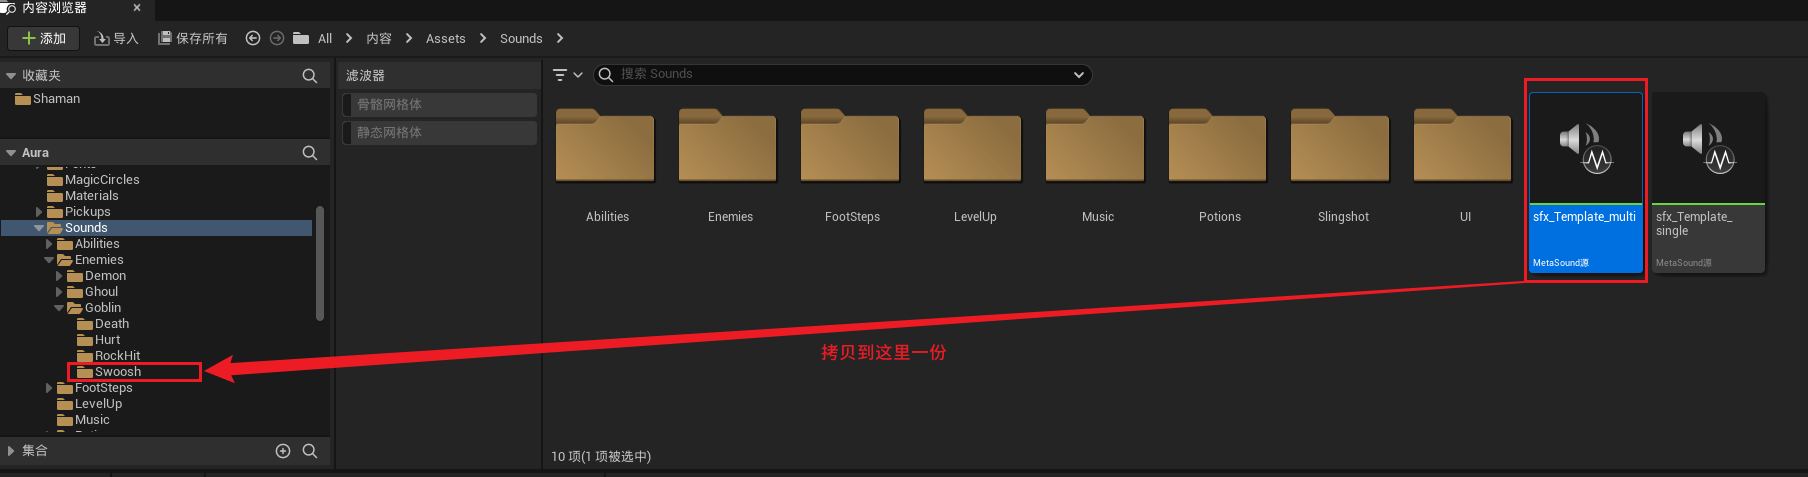 内容浏览器
添加
导入
保存所有
All
内容
Assets
Sounds
收藏夹
Shaman
Aura
MagicCircles
Materials
Pickups
Sounds
Abilities
Enemies
Demon
Ghoul
Goblin
Death
Hurt
RockHit
Swoosh
FootSteps
LevelUp
Music
集合
滤波器
骨骼网格体
静态网格体
搜索 Sounds
Abilities
Enemies
FootSteps
LevelUp
Music
Potions
Slingshot
UI
sfx_Template_multi
MetaSound源
sfx_Template_
single
MetaSound源
拷贝到这里一份
10 项(1 项被选中)